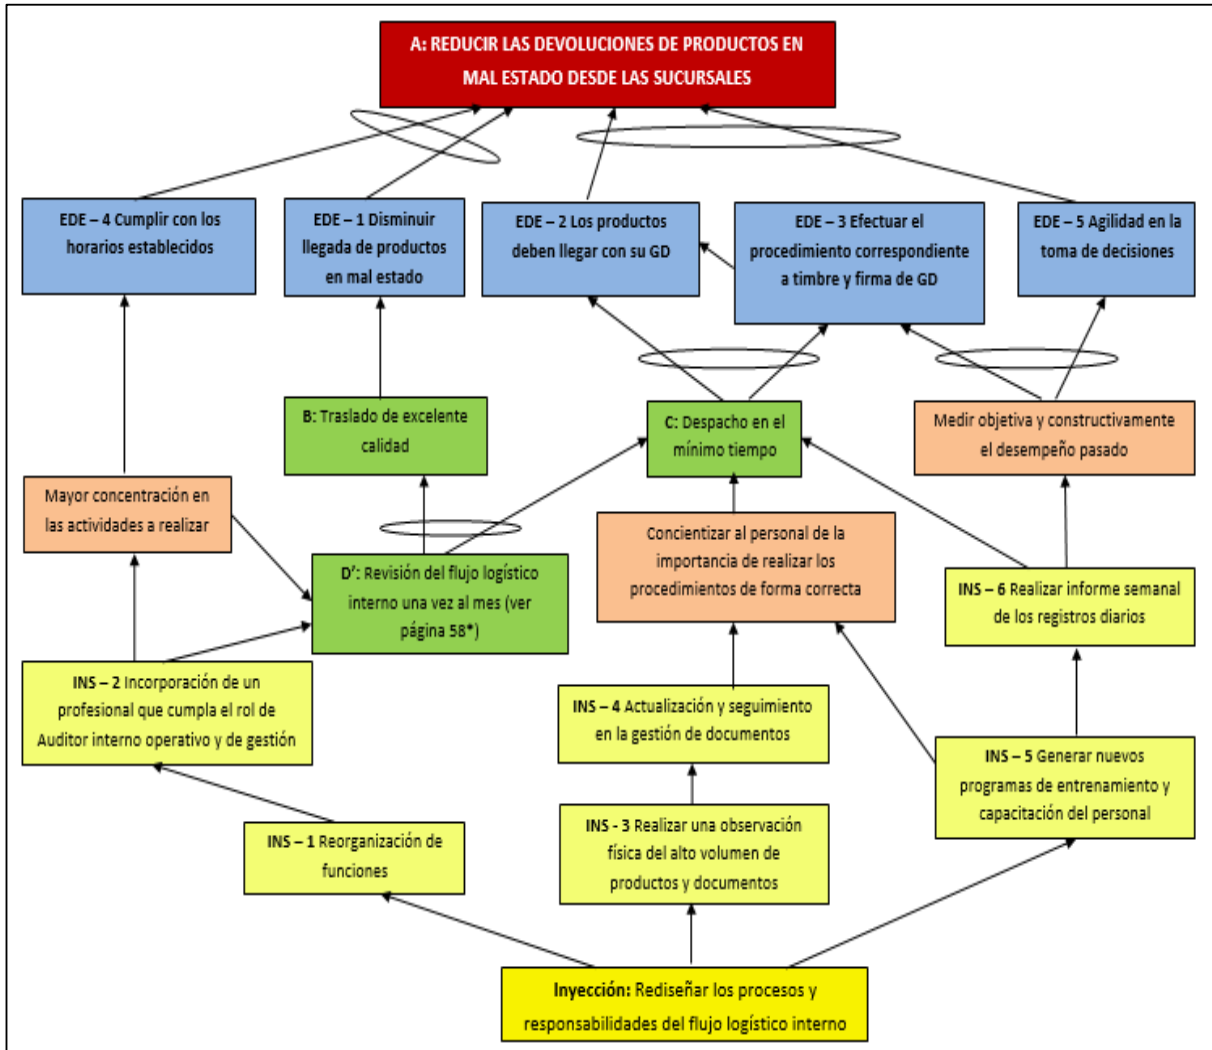 A: REDUCIR LAS DEVOLUCIONES DE PRODUCTOS EN
MAL ESTADO DESDE LAS SUCURSALES
EDE – 4 Cumplir con los
horarios establecidos
EDE – 1 Disminuir
llegada de productos
en mal estado
EDE – 2 Los productos
deben llegar con su GD
EDE – 3 Efectuar el
procedimiento correspondiente
a timbre y firma de GD
EDE – 5 Agilidad en la
toma de decisiones
B: Traslado de excelente
calidad
C: Despacho en el
mínimo tiempo
Medir objetiva y constructivamente
el desempeño pasado
Mayor concentración en
las actividades a realizar
D’: Revisión del flujo logístico
interno una vez al mes (ver
página 58*)
Concientizar al personal de la
importancia de realizar los
procedimientos de forma correcta
INS – 6 Realizar informe semanal
de los registros diarios
INS – 2 Incorporación de un
profesional que cumpla el rol de
Auditor interno operativo y de gestión
INS – 4 Actualización y seguimiento
en la gestión de documentos
INS – 5 Generar nuevos
programas de entrenamiento y
capacitación del personal
INS – 1 Reorganización de
funciones
INS - 3 Realizar una observación
física del alto volumen de
productos y documentos
Inyección: Rediseñar los procesos y
responsabilidades del flujo logístico interno